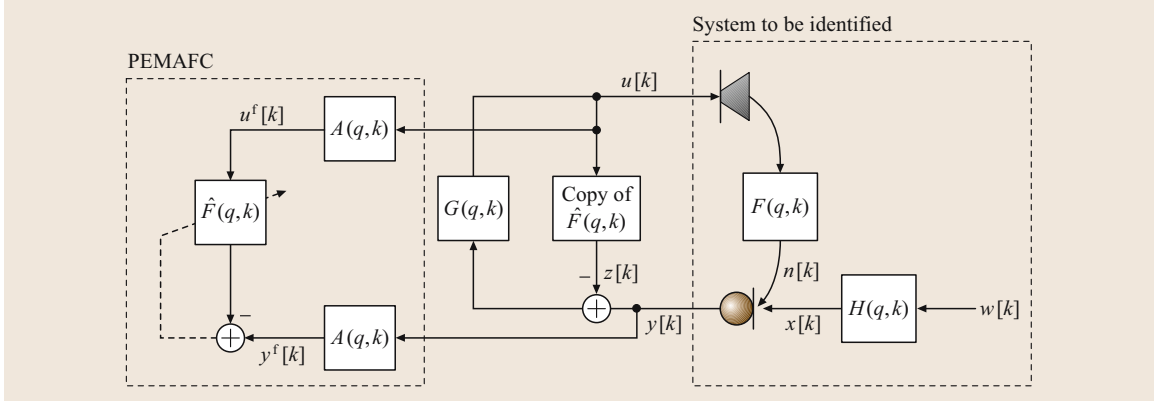 System to be identified
PEMAFC
u[k]
u^f[k]
A(q,k)
F̂(q,k)
G(q,k)
Copy of
F̂(q,k)
F(q,k)
n[k]
– z[k]
H(q,k)
w[k]
x[k]
y[k]
–
+
+
A(q,k)
y^f[k]